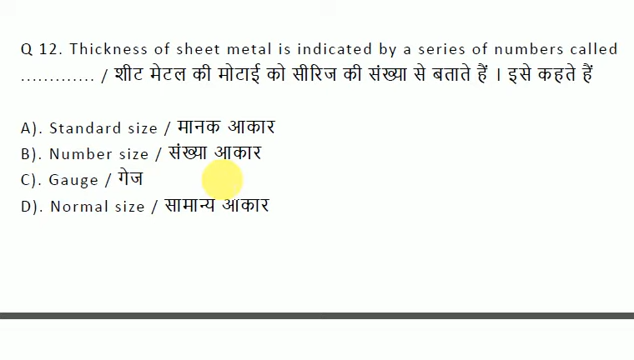 Q 12. Thickness of sheet metal is indicated by a series of numbers called
............. / शीट मेटल की मोटाई को सीरिज की संख्या से बताते हैं । इसे कहते हैं
A). Standard size / मानक आकार
B). Number size / संख्या आकार
C). Gauge / गेज
D). Normal size / सामान्य आकार